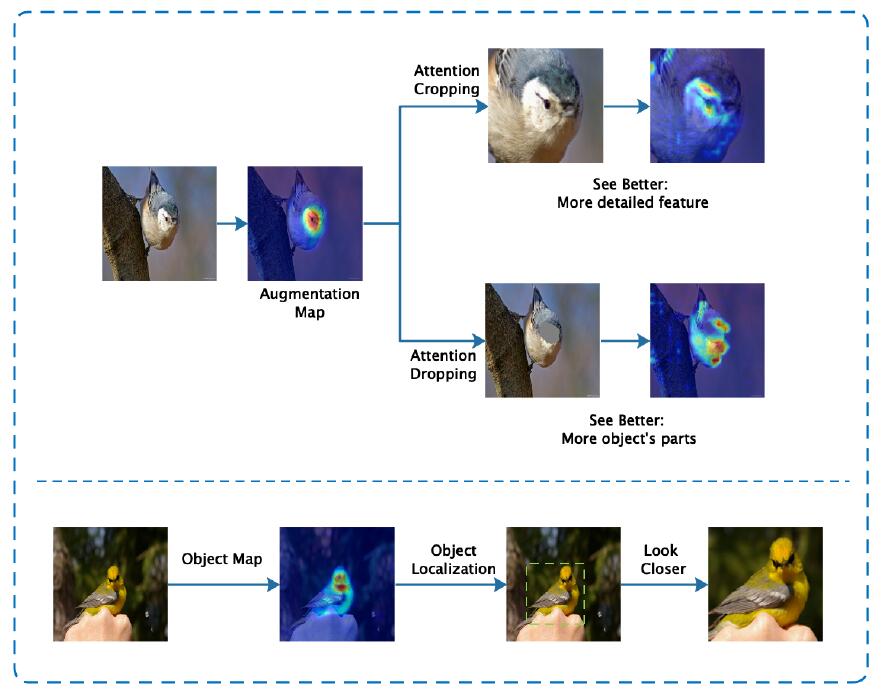 Attention
Cropping
See Better:
More detailed feature
Augmentation
Map
Attention
Dropping
See Better:
More object's parts
Object Map
Object
Localization
Look
Closer